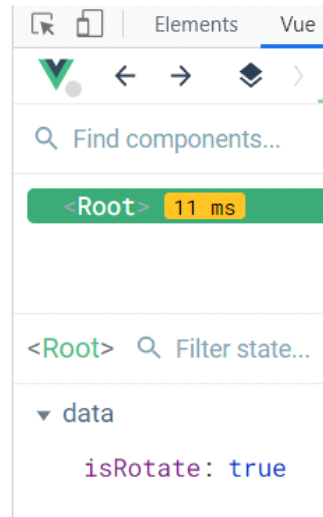 Elements Vue
Find components...
<Root> 11 ms
<Root> Filter state...
data
isRotate: true